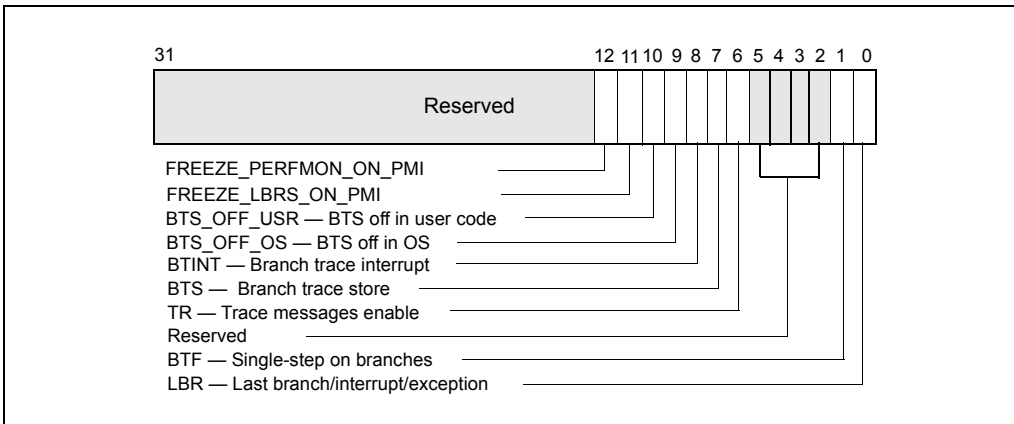 31 12 11 10 9 8 7 6 5 4 3 2 1 0
Reserved
FREEZE_PERFMON_ON_PMI
FREEZE_LBRS_ON_PMI
BTS_OFF_USR — BTS off in user code
BTS_OFF_OS — BTS off in OS
BTINT — Branch trace interrupt
BTS — Branch trace store
TR — Trace messages enable
Reserved
BTF — Single-step on branches
LBR — Last branch/interrupt/exception